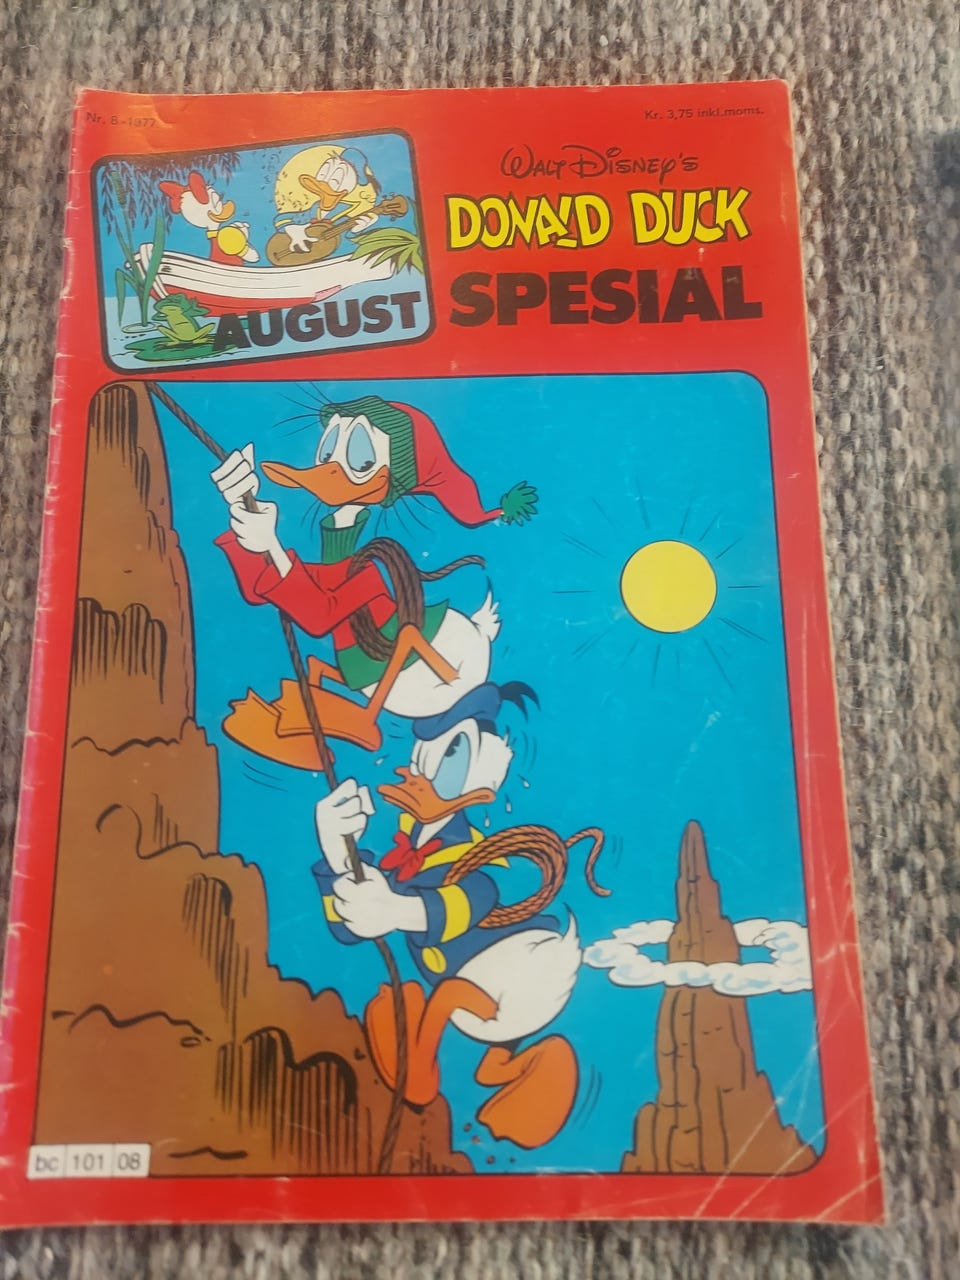 Nr. 8-1977
Kr. 3,75 inkl.moms.
WALT DISNEY'S
DONALD DUCK
SPESIAL
AUGUST
bc 101 08